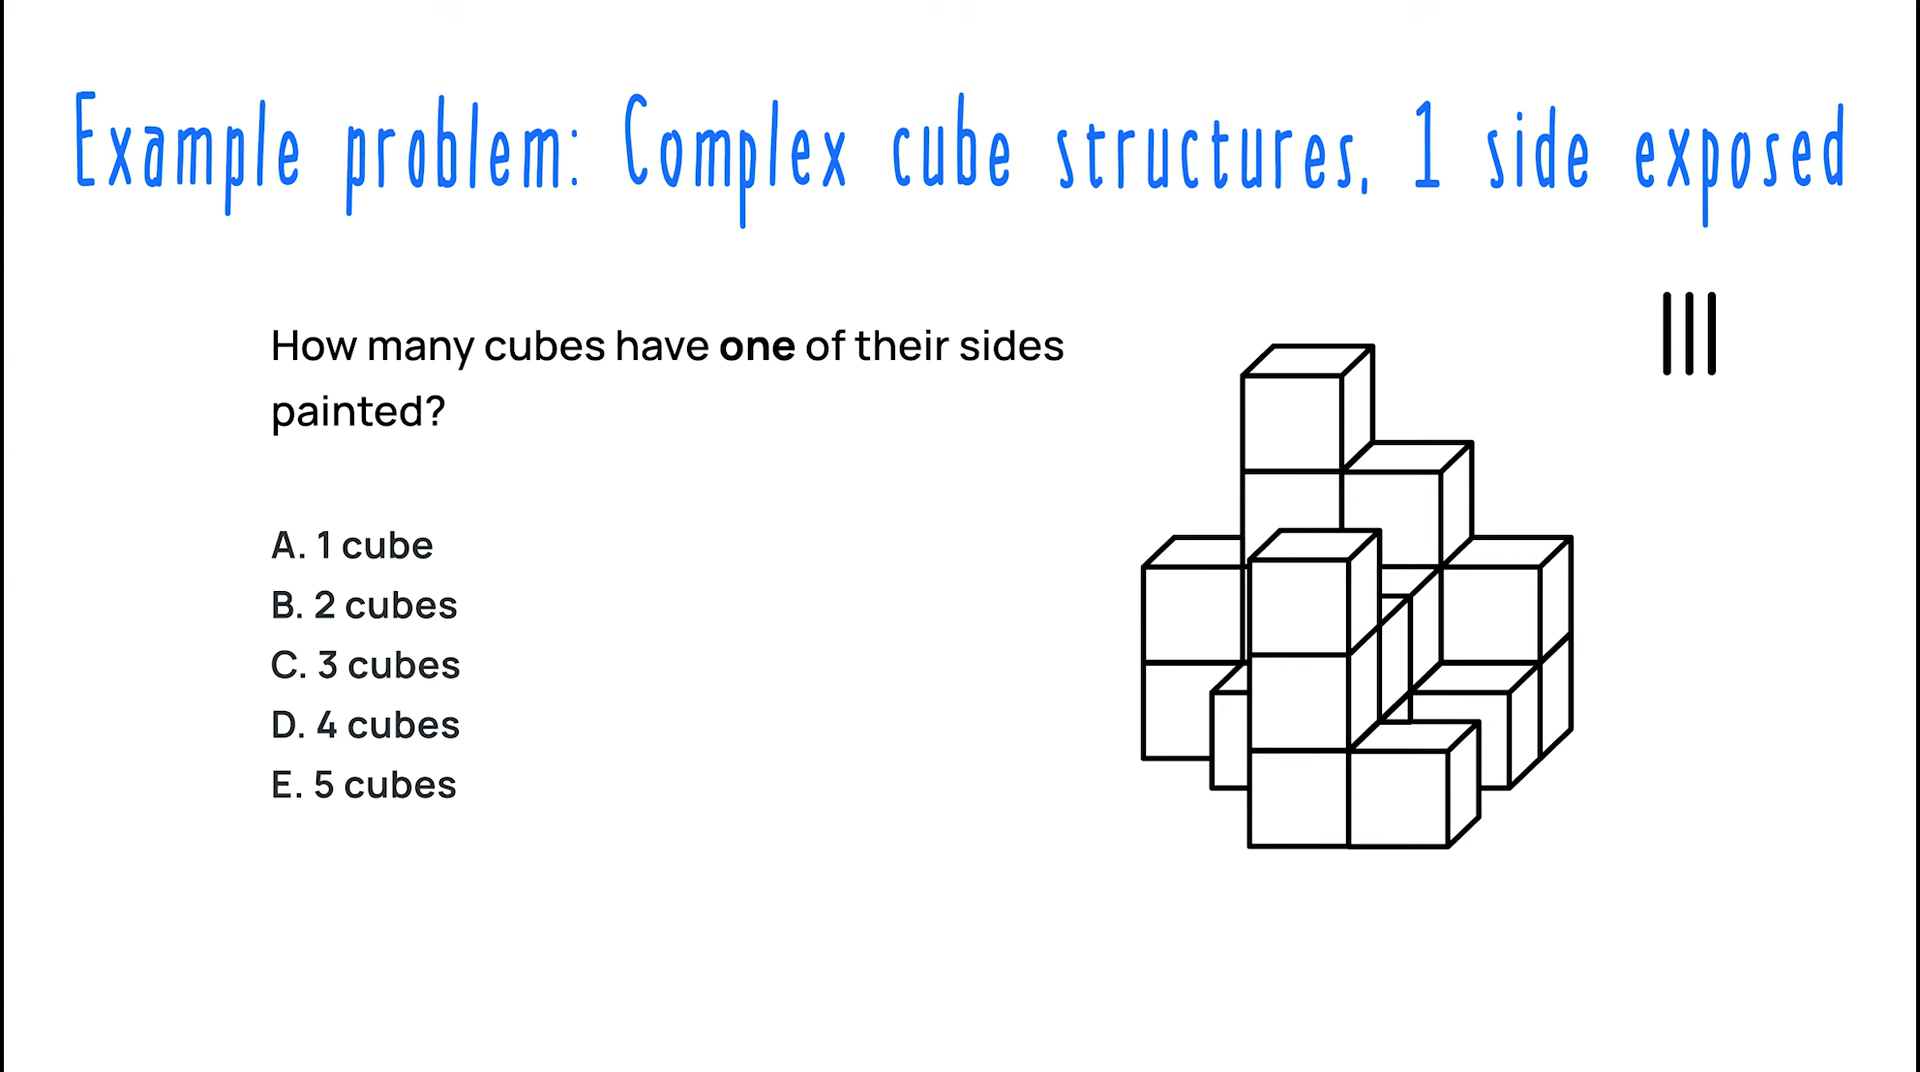 Example problem: Complex cube structures, 1 side exposed
How many cubes have one of their sides
painted?
A. 1 cube
B. 2 cubes
C. 3 cubes
D. 4 cubes
E. 5 cubes